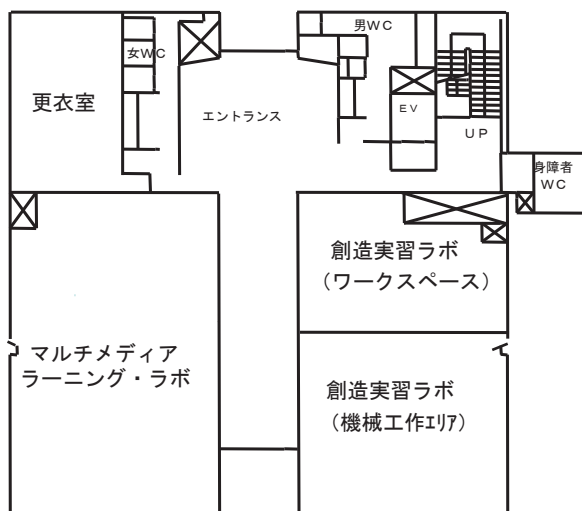 男WC
女WC
更衣室
エントランス
EV
UP
身障者
WC
創造実習ラボ
（ワークスペース）
マルチメディア
ラーニング・ラボ
創造実習ラボ
（機械工作ｴﾘｱ）